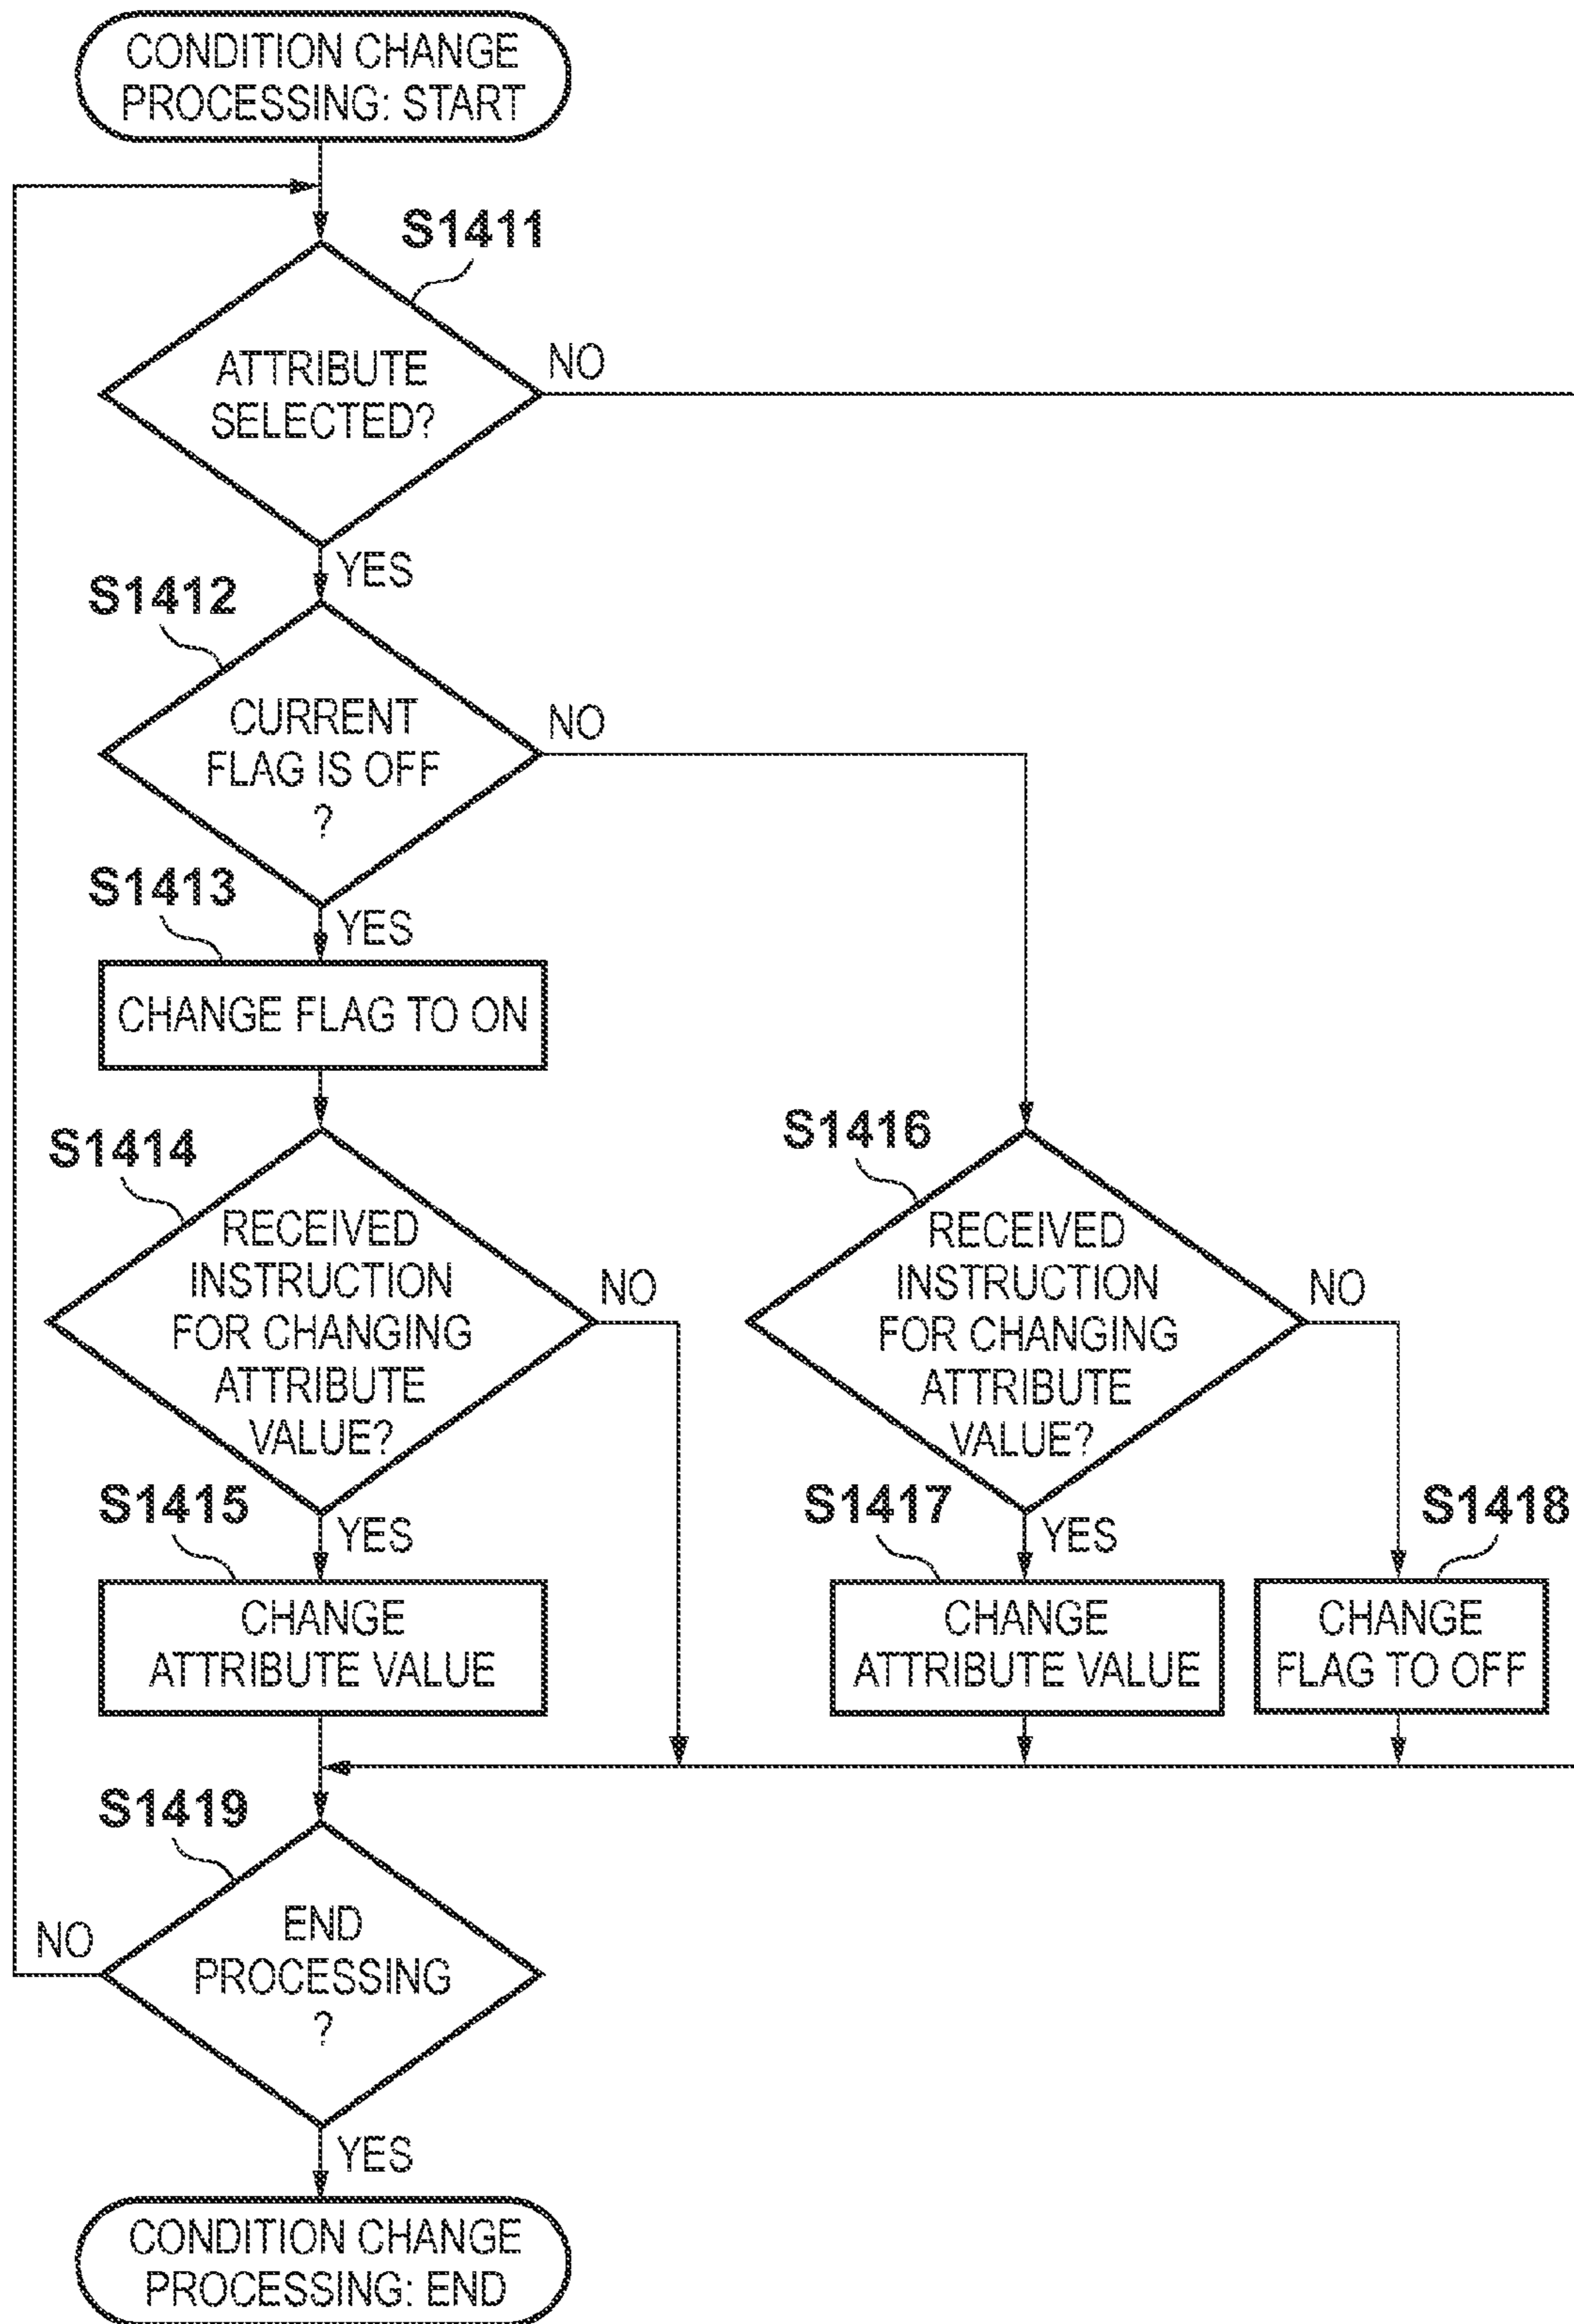 CONDITION CHANGE
PROCESSING: START
S1411
ATTRIBUTE
SELECTED?
NO
YES
S1412
CURRENT
FLAG IS OFF
?
NO
YES
S1413
CHANGE FLAG TO ON
S1414
RECEIVED
INSTRUCTION
FOR CHANGING
ATTRIBUTE
VALUE?
NO
YES
S1415
CHANGE
ATTRIBUTE VALUE
S1416
RECEIVED
INSTRUCTION
FOR CHANGING
ATTRIBUTE
VALUE?
NO
YES
S1417
CHANGE
ATTRIBUTE VALUE
S1418
CHANGE
FLAG TO OFF
S1419
END
PROCESSING
?
NO
YES
CONDITION CHANGE
PROCESSING: END